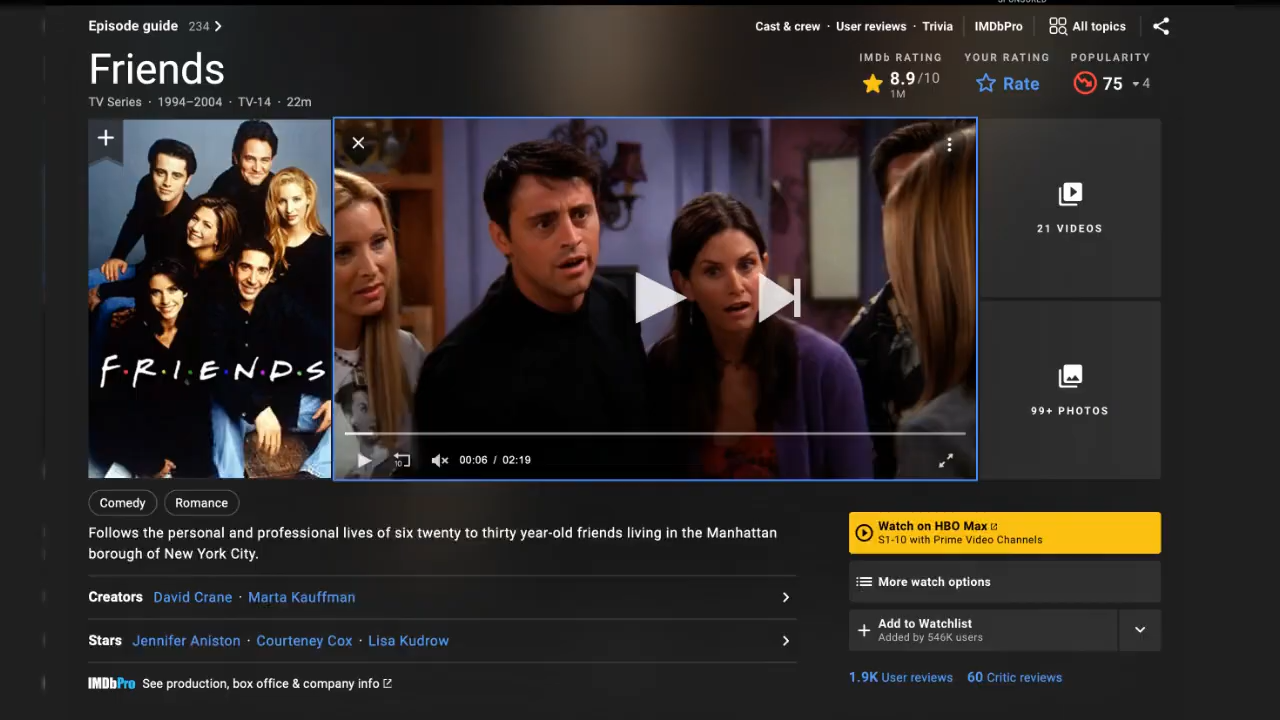 SPONSORED
Episode guide 234
Cast & crew · User reviews · Trivia IMDbPro All topics
Friends
TV Series · 1994–2004 · TV-14 · 22m
IMDb RATING YOUR RATING POPULARITY
8.9/10 Rate 75 4
1M
F·R·I·E·N·D·S
21 VIDEOS
99+ PHOTOS
10
00:06 / 02:19
Comedy Romance
Follows the personal and professional lives of six twenty to thirty year-old friends living in the Manhattan
borough of New York City.
Creators David Crane · Marta Kauffman
Stars Jennifer Aniston · Courteney Cox · Lisa Kudrow
IMDbPro See production, box office & company info
Watch on HBO Max
S1-10 with Prime Video Channels
More watch options
Add to Watchlist
Added by 546K users
1.9K User reviews 60 Critic reviews